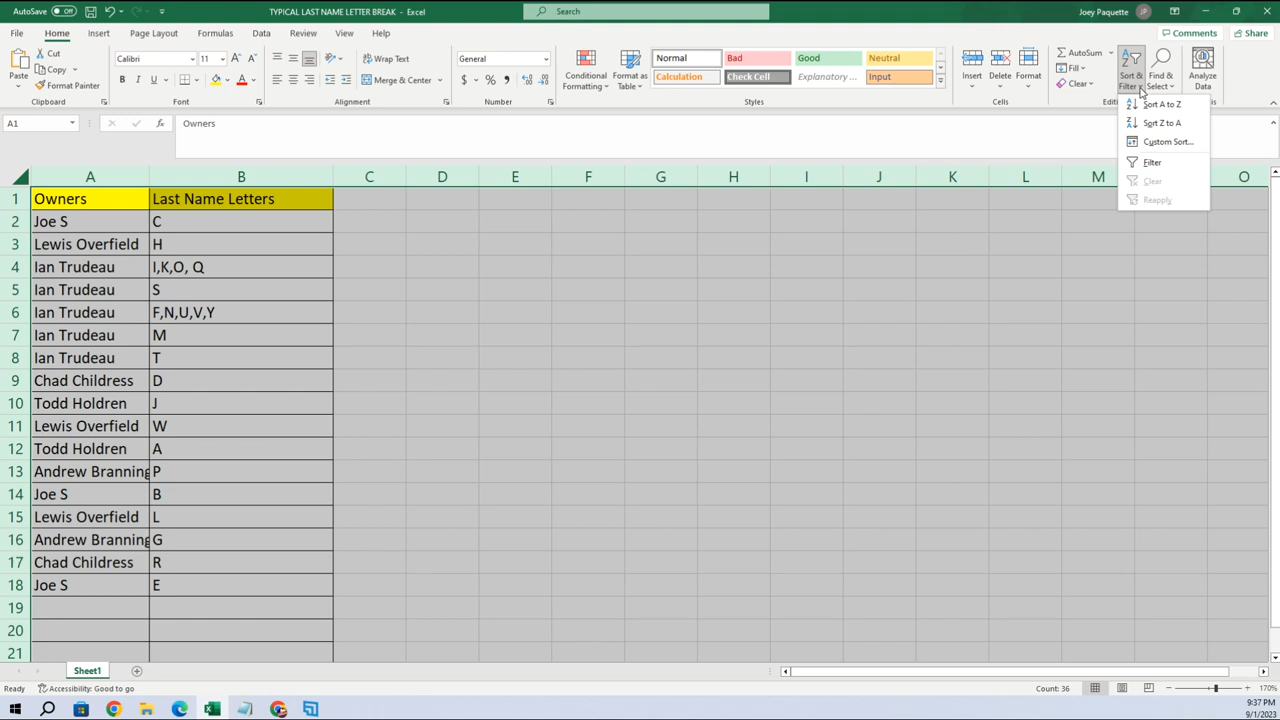 AutoSave Off TYPICAL LAST NAME LETTER BREAK - Excel Search Joey Paquette JP
File Home Insert Page Layout Formulas Data Review View Help Comments Share
Paste Cut Copy Format Painter Clipboard
Calibri 11 A A B I U A Font
ab Wrap Text Merge & Center Alignment
General $ % , Number
Conditional Formatting Format as Table Normal Bad Good Neutral Calculation Check Cell Explanatory ... Input Styles
Insert Delete Format Cells
AutoSum Fill Clear Sort & Filter Find & Select Analyze Data
Sort A to Z
Sort Z to A
Custom Sort...
Filter
Clear
Reapply
A1 fx Owners
A B C D E F G H I J K L M O
1 Owners Last Name Letters
2 Joe S C
3 Lewis Overfield H
4 Ian Trudeau I,K,O, Q
5 Ian Trudeau S
6 Ian Trudeau F,N,U,V,Y
7 Ian Trudeau M
8 Ian Trudeau T
9 Chad Childress D
10 Todd Holdren J
11 Lewis Overfield W
12 Todd Holdren A
13 Andrew Branning P
14 Joe S B
15 Lewis Overfield L
16 Andrew Branning G
17 Chad Childress R
18 Joe S E
19
20
21
Sheet1
Ready Accessibility: Good to go Count: 36 170%
9:37 PM
9/1/2023